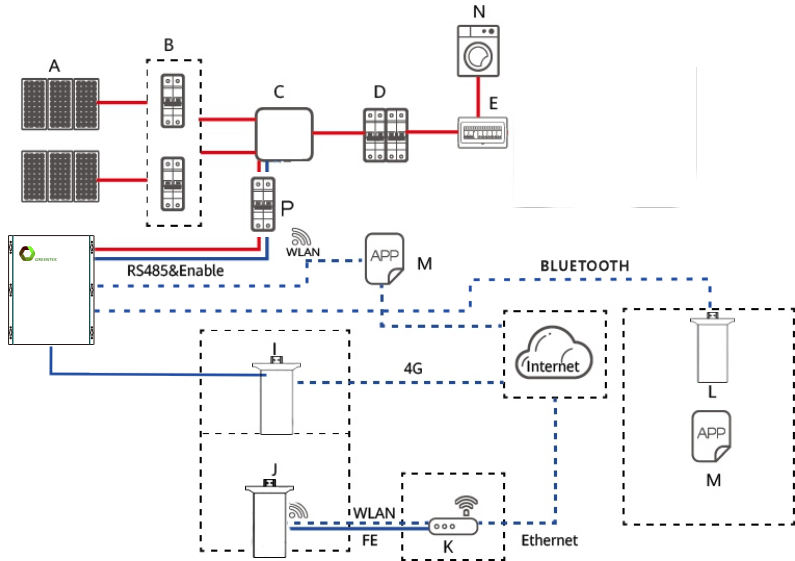 N
B
A
C
D
E
P
WLAN
GREENTEK
APP
M
RS485&Enable
BLUETOOTH
I
4G
Internet
L
APP
M
J
WLAN
FE
K
Ethernet